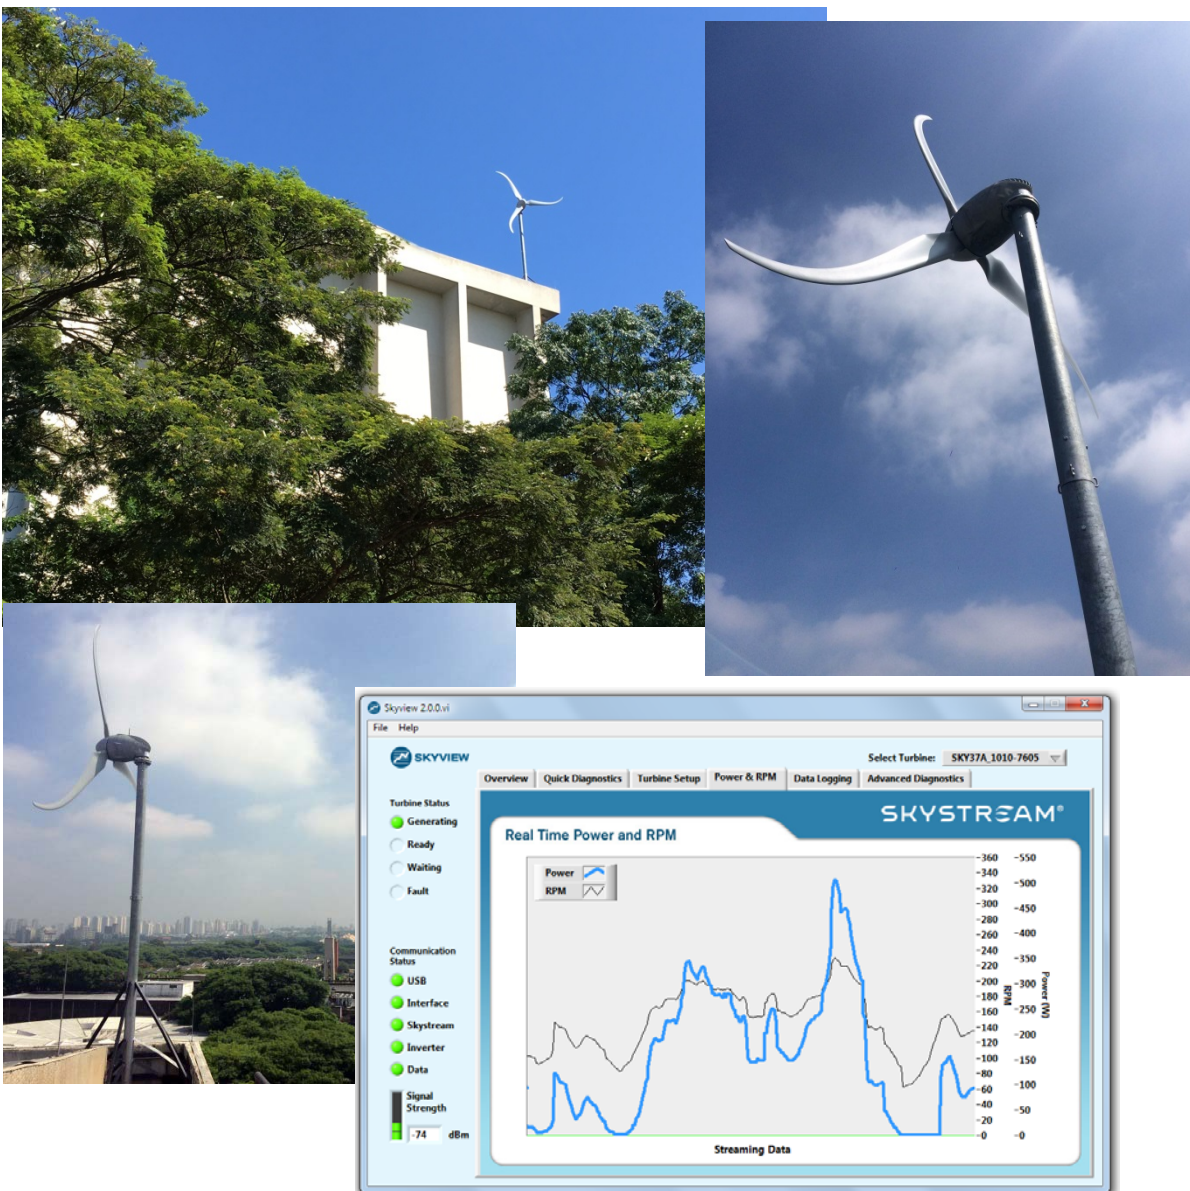 Skyview 2.0.0.vi
File Help
SKYVIEW
Select Turbine: SKY37A_1010-7605
Overview Quick Diagnostics Turbine Setup Power & RPM Data Logging Advanced Diagnostics
Turbine Status
Generating
Ready
Waiting
Fault
Communication
Status
USB
Interface
Skystream
Inverter
Data
Signal
Strength
-74 dBm
SKYSTREAM®
Real Time Power and RPM
Power
RPM
-360 -550
-340
-320 -500
-300
-280 -450
-260 -400
-240
-220 -350
-200
-180 -300
-160 -250
-140
-120 -200
-100 -150
-80
-60 -100
-40 -50
-20
-0 -0
RPM
Power (W)
Streaming Data